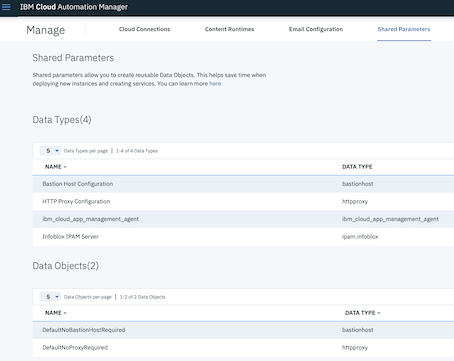 IBM Cloud Automation Manager
Manage
Cloud Connections
Content Runtimes
Email Configuration
Shared Parameters
Shared Parameters
Shared parameters allow you to create reusable Data Objects. This helps save time when
deploying new instances and creating services. You can learn more here
Data Types(4)
5 Data Types per page | 1-4 of 4 Data Types
NAME DATA TYPE
Bastion Host Configuration bastionhost
HTTP Proxy Configuration httpproxy
ibm_cloud_app_management_agent ibm_cloud_app_management_agent
Infoblox IPAM Server ipam.infoblox
Data Objects(2)
5 Data Objects per page | 1-2 of 2 Data Objects
NAME DATA TYPE
DefaultNoBastionHostRequired bastionhost
DefaultNoProxyRequired httpproxy